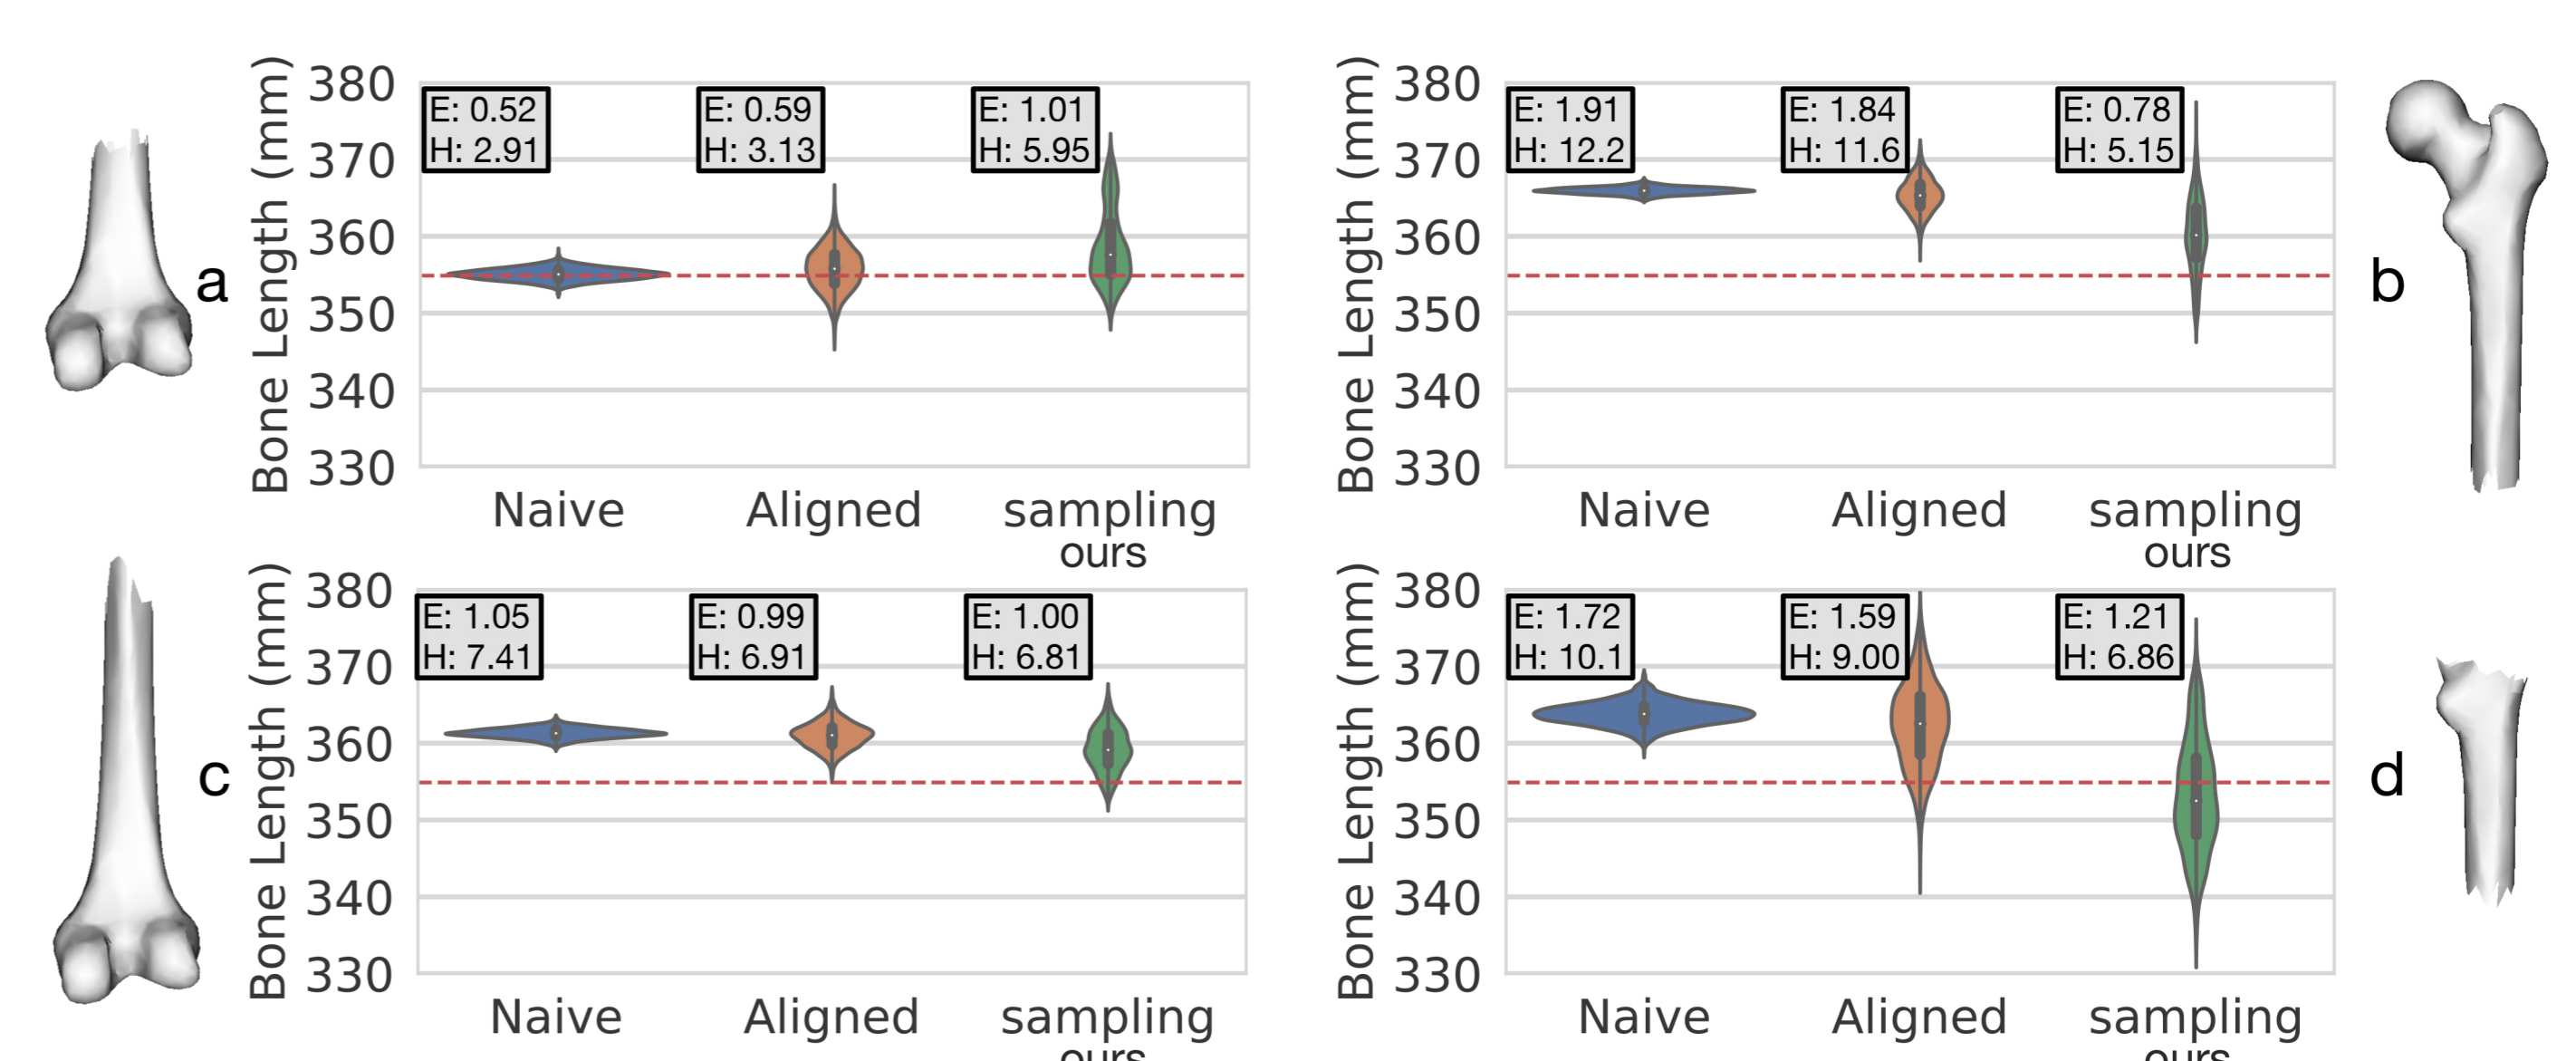 Bone Length (mm)
380
370
360
350
340
330
E: 0.52
H: 2.91
E: 0.59
H: 3.13
E: 1.01
H: 5.95
a
Naive
Aligned
sampling
ours
Bone Length (mm)
380
370
360
350
340
330
E: 1.91
H: 12.2
E: 1.84
H: 11.6
E: 0.78
H: 5.15
b
Naive
Aligned
sampling
ours
Bone Length (mm)
380
370
360
350
340
330
E: 1.05
H: 7.41
E: 0.99
H: 6.91
E: 1.00
H: 6.81
c
Naive
Aligned
sampling
ours
Bone Length (mm)
380
370
360
350
340
330
E: 1.72
H: 10.1
E: 1.59
H: 9.00
E: 1.21
H: 6.86
d
Naive
Aligned
sampling
ours